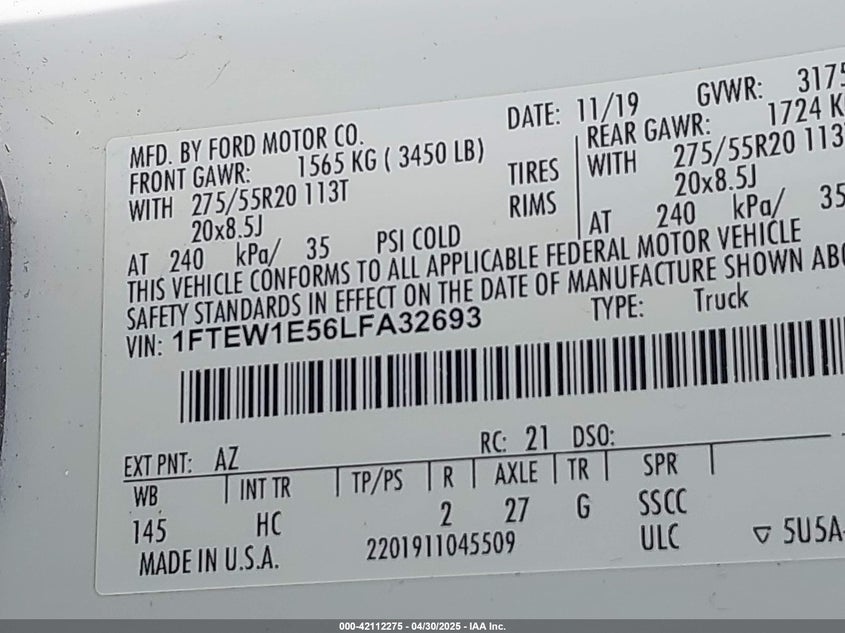 MFD. BY FORD MOTOR CO. DATE: 11/19 GVWR: 3175
FRONT GAWR: 1565 KG ( 3450 LB) REAR GAWR: 1724 K
WITH 275/55R20 113T TIRES WITH 275/55R20 113
20x8.5J RIMS 20x8.5J
AT 240 kPa/ 35 PSI COLD AT 240 kPa/ 35
THIS VEHICLE CONFORMS TO ALL APPLICABLE FEDERAL MOTOR VEHICLE
SAFETY STANDARDS IN EFFECT ON THE DATE OF MANUFACTURE SHOWN ABO
VIN: 1FTEW1E56LFA32693 TYPE: Truck
EXT PNT: AZ RC: 21 DSO:
WB INT TR TP/PS R AXLE TR SPR
145 HC 2 27 G SSCC
MADE IN U.S.A. 2201911045509 ULC ▽ 5U5A-
000-42112275 - 04/30/2025 - IAA Inc.